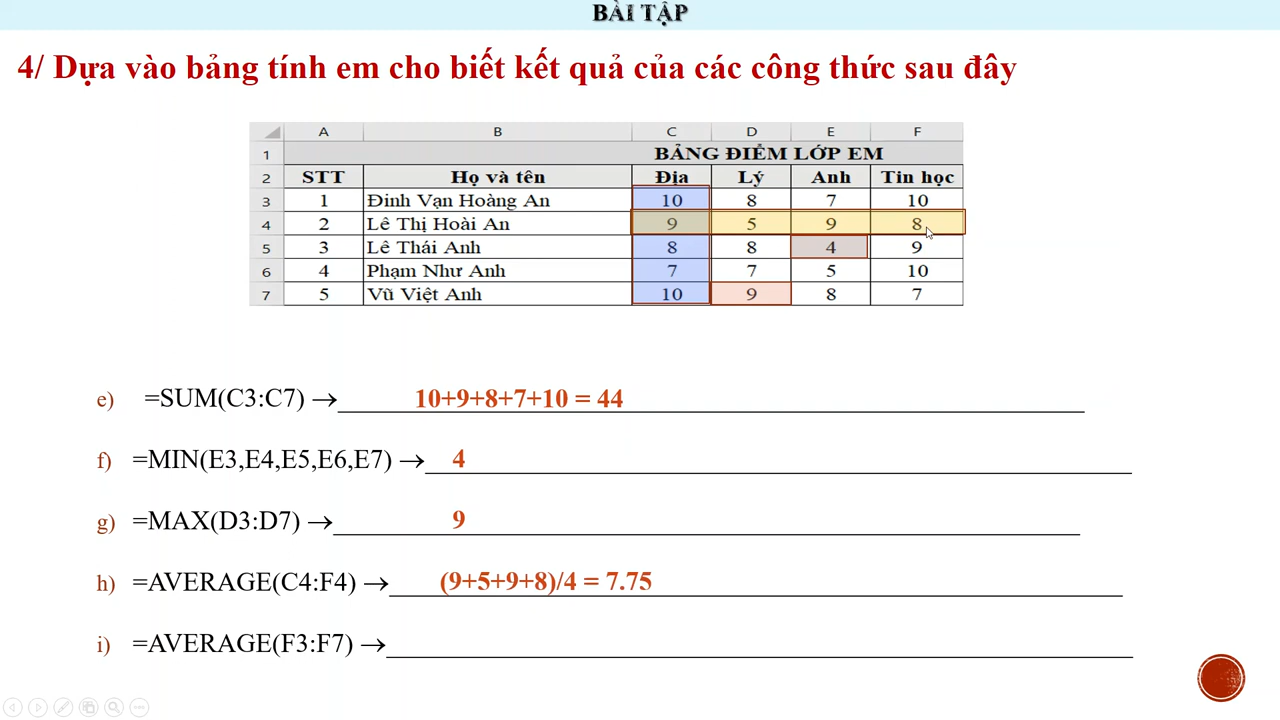 BÀI TẬP
4/ Dựa vào bảng tính em cho biết kết quả của các công thức sau đây
A B C D E F
1 BẢNG ĐIỂM LỚP EM
2 STT Họ và tên Địa Lý Anh Tin học
3 1 Đinh Vạn Hoàng An 10 8 7 10
4 2 Lê Thị Hoài An 9 5 9 8
5 3 Lê Thái Anh 8 8 4 9
6 4 Phạm Như Anh 7 7 5 10
7 5 Vũ Việt Anh 10 9 8 7
e) =SUM(C3:C7) → 10+9+8+7+10 = 44
f) =MIN(E3,E4,E5,E6,E7) → 4
g) =MAX(D3:D7) → 9
h) =AVERAGE(C4:F4) → (9+5+9+8)/4 = 7.75
i) =AVERAGE(F3:F7) →